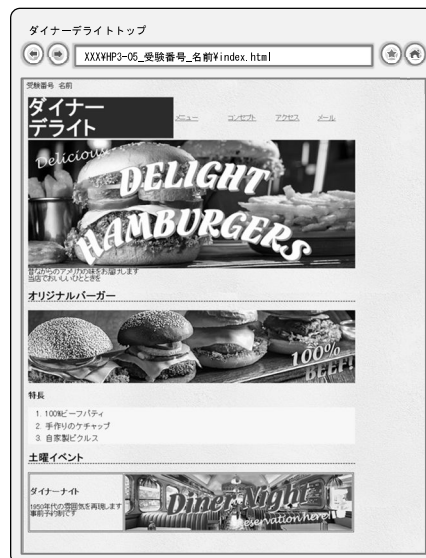 ダイナーデライトトップ
XXX¥HP3-05_受験番号_名前¥index.html
受験番号 名前
ダイナー
デライト
メニュー コンセプト アクセス メール
Delicious
DELIGHT
HAMBURGERS
昔ながらのアメリカの味をお届けします
当店でおいしいひとときを
オリジナルバーガー
100%
BEEF!
特長
1. 100%ビーフパティ
2. 手作りのケチャップ
3. 自家製ピクルス
土曜イベント
ダイナーナイト
1950年代の雰囲気を再現します
事前予約制です
Diner Night
Reservation here!